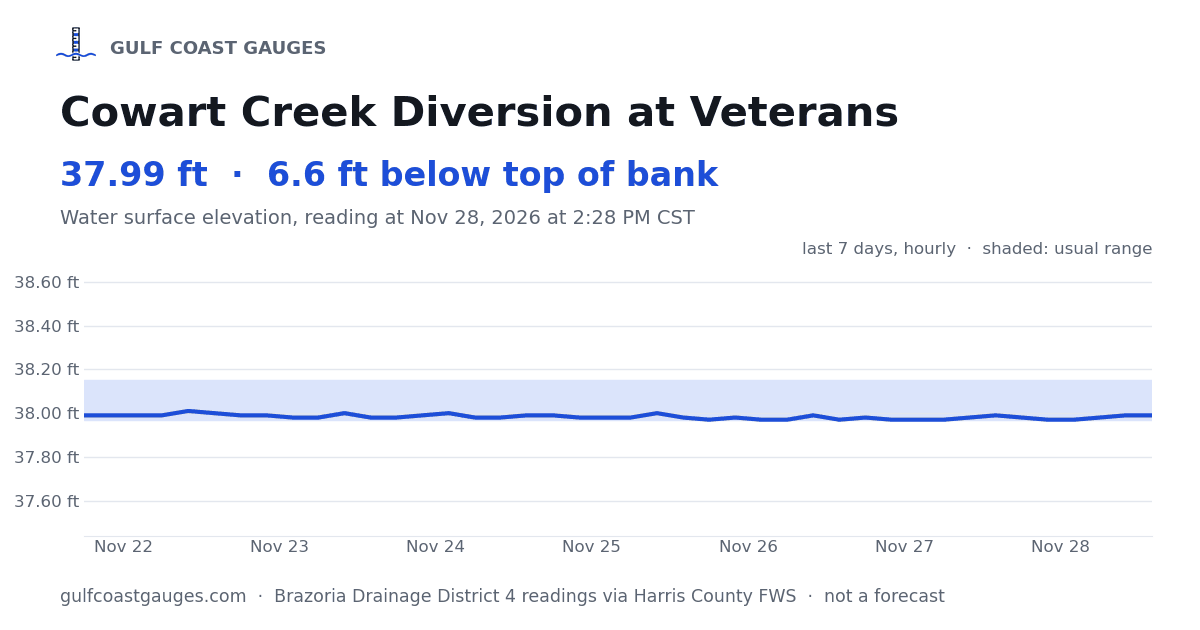 GULF COAST GAUGES
Cowart Creek Diversion at Veterans
37.99 ft · 6.6 ft below top of bank
Water surface elevation, reading at Nov 28, 2026 at 2:28 PM CST
last 7 days, hourly · shaded: usual range
38.60 ft
38.40 ft
38.20 ft
38.00 ft
37.80 ft
37.60 ft
Nov 22 Nov 23 Nov 24 Nov 25 Nov 26 Nov 27 Nov 28
gulfcoastgauges.com · Brazoria Drainage District 4 readings via Harris County FWS · not a forecast